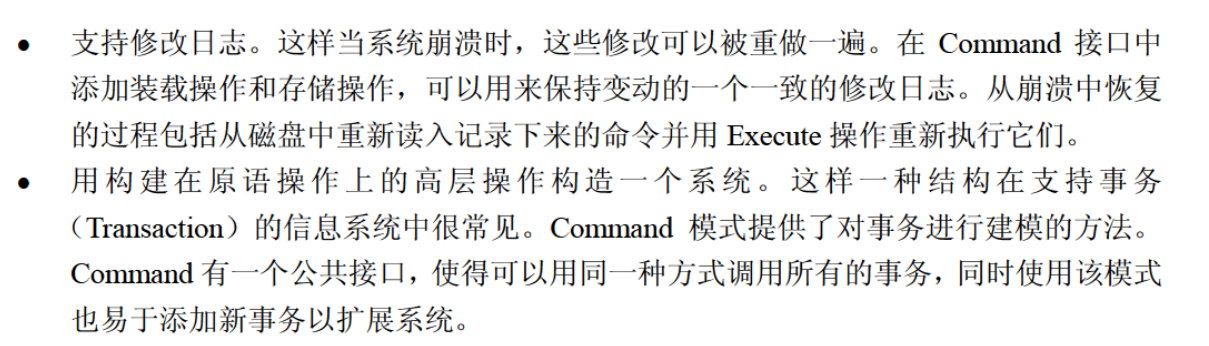 ● 支持修改日志。这样当系统崩溃时，这些修改可以被重做一遍。在 Command 接口中
添加装载操作和存储操作，可以用来保持变动的一个一致的修改日志。从崩溃中恢复
的过程包括从磁盘中重新读入记录下来的命令并用 Execute 操作重新执行它们。
● 用构建在原语操作上的高层操作构造一个系统。这样一种结构在支持事务
（Transaction）的信息系统中很常见。Command 模式提供了对事务进行建模的方法。
Command 有一个公共接口，使得可以用同一种方式调用所有的事务，同时使用该模式
也易于添加新事务以扩展系统。